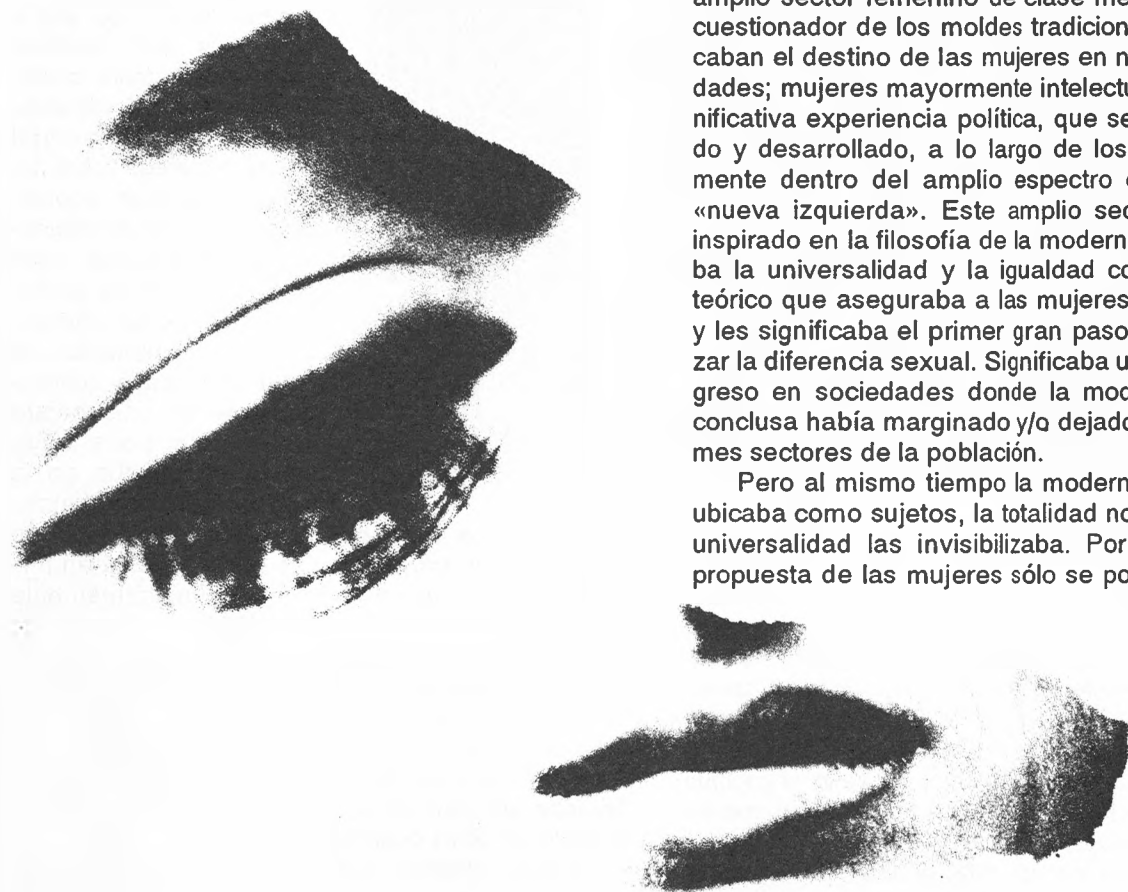 amplio sector femenino de clase me
cuestionador de los moldes tradicion
caban el destino de las mujeres en n
dades; mujeres mayormente intelectu
nificativa experiencia política, que se
do y desarrollado, a lo largo de los
mente dentro del amplio espectro
«nueva izquierda». Este amplio sec
inspirado en la filosofía de la modern
ba la universalidad y la igualdad co
teórico que aseguraba a las mujeres
y les significaba el primer gran paso
zar la diferencia sexual. Significaba u
greso en sociedades donde la mod
conclusa había marginado y/o dejado
mes sectores de la población.
Pero al mismo tiempo la modern
ubicaba como sujetos, la totalidad no
universalidad las invisibilizaba. Por
propuesta de las mujeres sólo se po